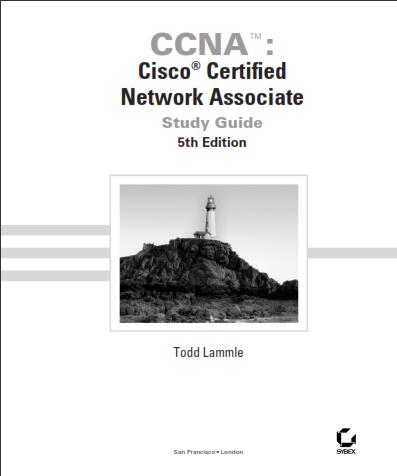 CCNA™:
Cisco® Certified
Network Associate
Study Guide
5th Edition
Todd Lammle
SYBEX
San Francisco • London